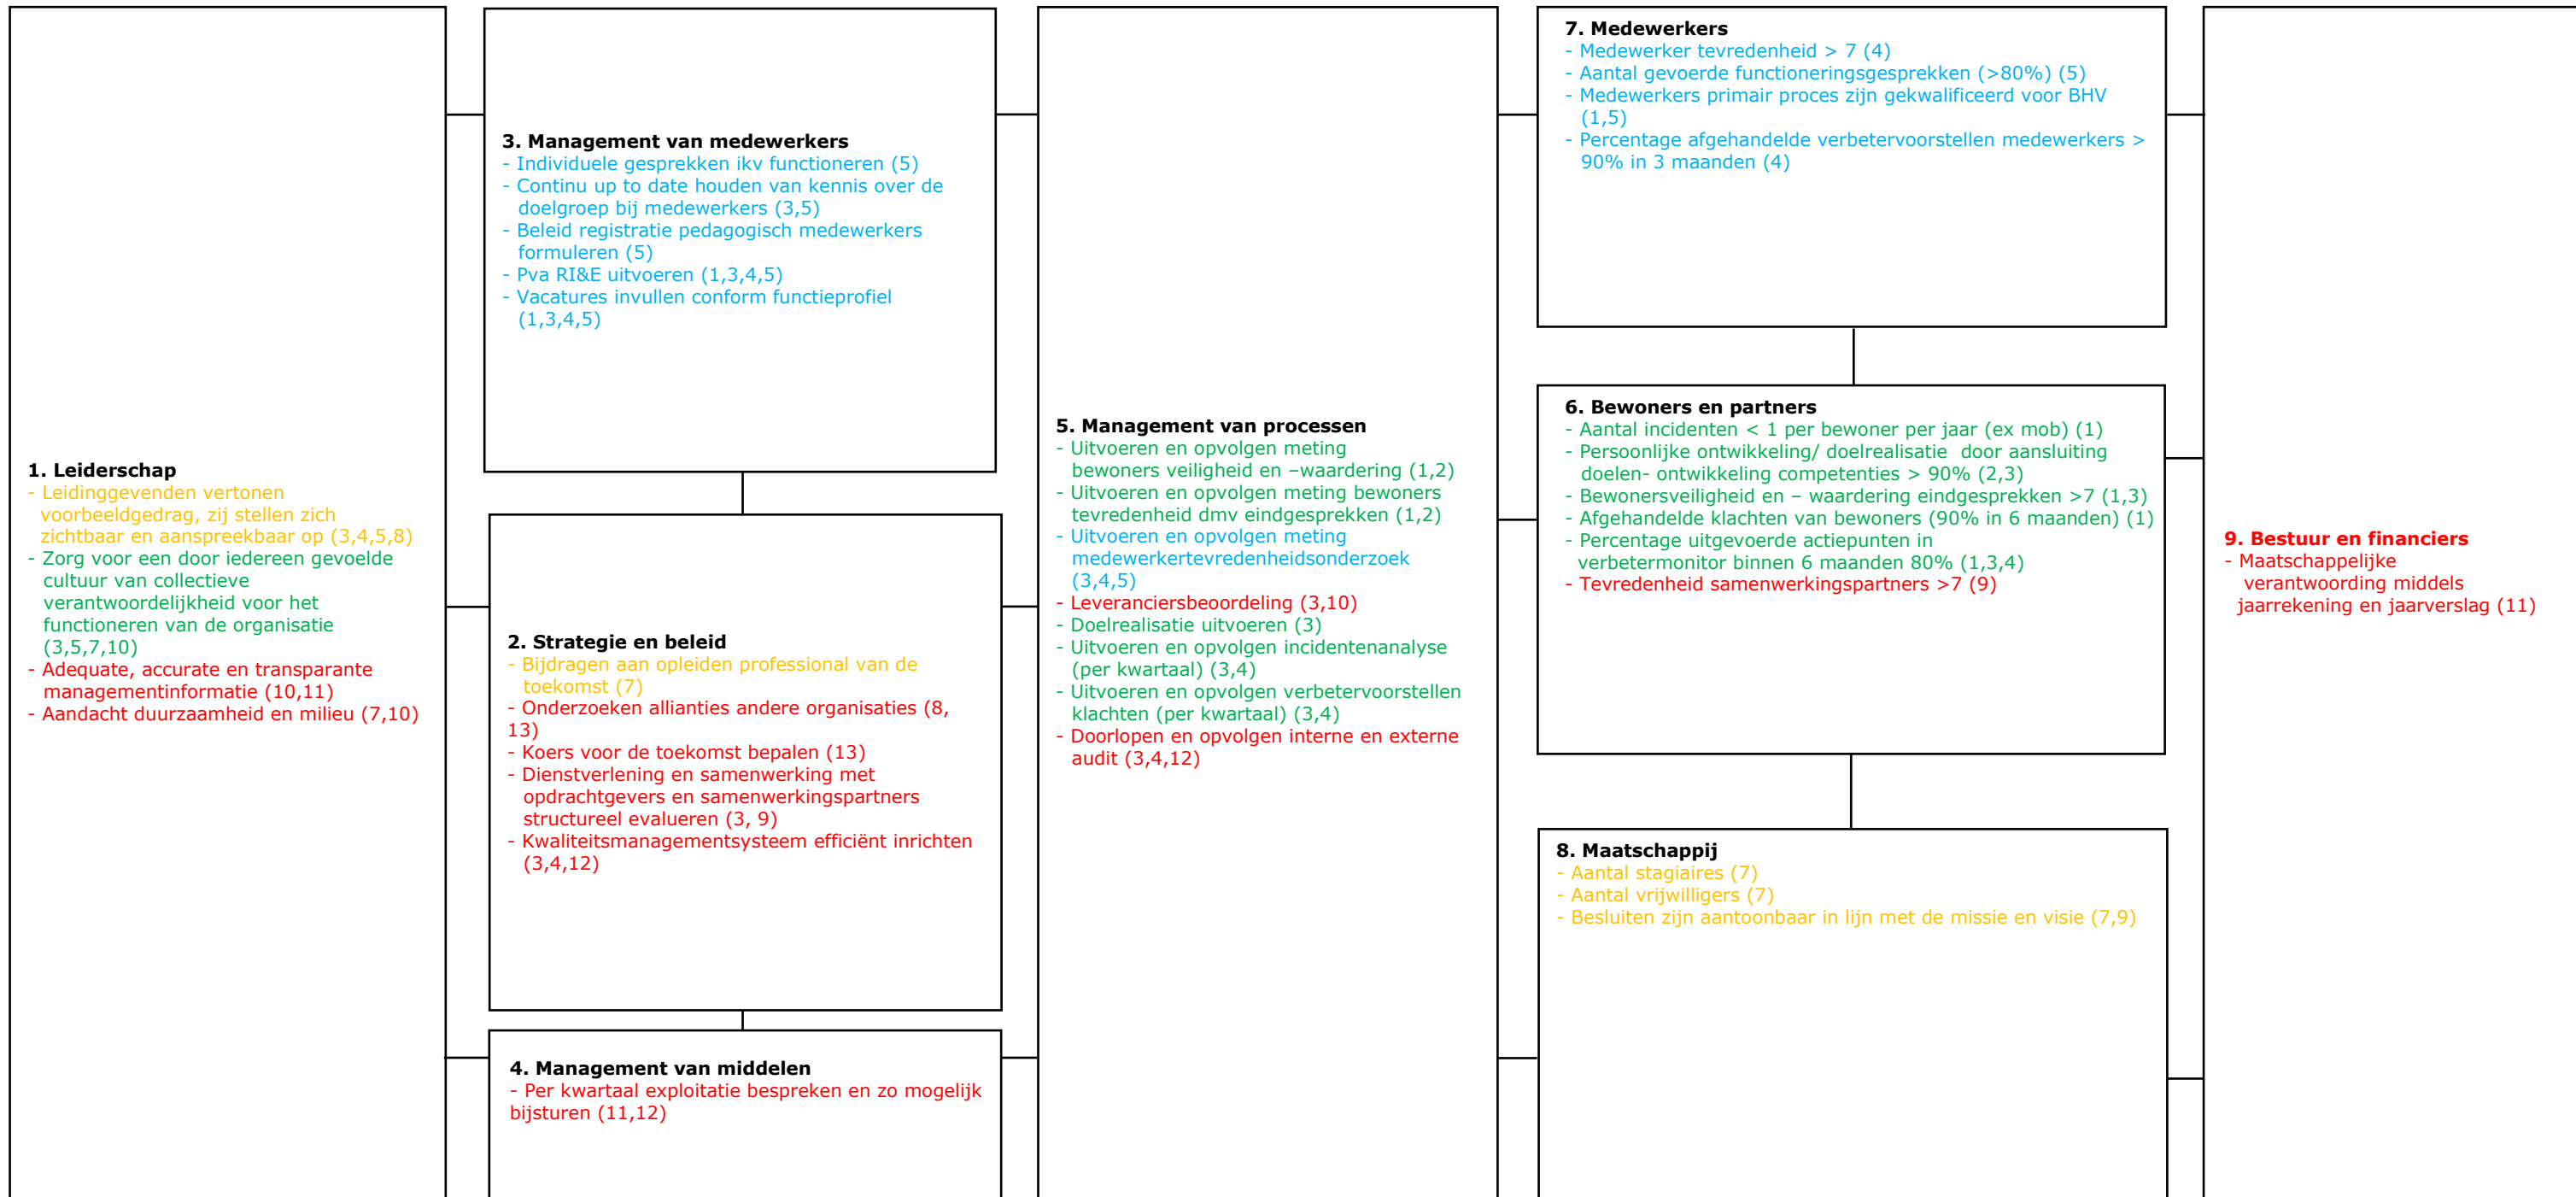 1. Leiderschap
- Leidinggevenden vertonen
voorbeeldgedrag, zij stellen zich
zichtbaar en aanspreekbaar op (3,4,5,8)
- Zorg voor een door iedereen gevoelde
cultuur van collectieve
verantwoordelijkheid voor het
functioneren van de organisatie
(3,5,7,10)
- Adequate, accurate en transparante
managementinformatie (10,11)
- Aandacht duurzaamheid en milieu (7,10)
3. Management van medewerkers
- Individuele gesprekken ikv functioneren (5)
- Continu up to date houden van kennis over de
doelgroep bij medewerkers (3,5)
- Beleid registratie pedagogisch medewerkers
formuleren (5)
- Pva RI&E uitvoeren (1,3,4,5)
- Vacatures invullen conform functieprofiel
(1,3,4,5)
2. Strategie en beleid
- Bijdragen aan opleiden professional van de
toekomst (7)
- Onderzoeken allianties andere organisaties (8,
13)
- Koers voor de toekomst bepalen (13)
- Dienstverlening en samenwerking met
opdrachtgevers en samenwerkingspartners
structureel evalueren (3, 9)
- Kwaliteitsmanagementsysteem efficiënt inrichten
(3,4,12)
4. Management van middelen
- Per kwartaal exploitatie bespreken en zo mogelijk
bijsturen (11,12)
5. Management van processen
- Uitvoeren en opvolgen meting
bewoners veiligheid en –waardering (1,2)
- Uitvoeren en opvolgen meting bewoners
tevredenheid dmv eindgesprekken (1,2)
- Uitvoeren en opvolgen meting
medewerkertevredenheidsonderzoek
(3,4,5)
- Leveranciersbeoordeling (3,10)
- Doelrealisatie uitvoeren (3)
- Uitvoeren en opvolgen incidentenanalyse
(per kwartaal) (3,4)
- Uitvoeren en opvolgen verbetervoorstellen
klachten (per kwartaal) (3,4)
- Doorlopen en opvolgen interne en externe
audit (3,4,12)
7. Medewerkers
- Medewerker tevredenheid > 7 (4)
- Aantal gevoerde functioneringsgesprekken (>80%) (5)
- Medewerkers primair proces zijn gekwalificeerd voor BHV
(1,5)
- Percentage afgehandelde verbetervoorstellen medewerkers >
90% in 3 maanden (4)
6. Bewoners en partners
- Aantal incidenten < 1 per bewoner per jaar (ex mob) (1)
- Persoonlijke ontwikkeling/ doelrealisatie door aansluiting
doelen- ontwikkeling competenties > 90% (2,3)
- Bewonersveiligheid en – waardering eindgesprekken >7 (1,3)
- Afgehandelde klachten van bewoners (90% in 6 maanden) (1)
- Percentage uitgevoerde actiepunten in
verbetermonitor binnen 6 maanden 80% (1,3,4)
- Tevredenheid samenwerkingspartners >7 (9)
8. Maatschappij
- Aantal stagiaires (7)
- Aantal vrijwilligers (7)
- Besluiten zijn aantoonbaar in lijn met de missie en visie (7,9)
9. Bestuur en financiers
- Maatschappelijke
verantwoording middels
jaarrekening en jaarverslag (11)